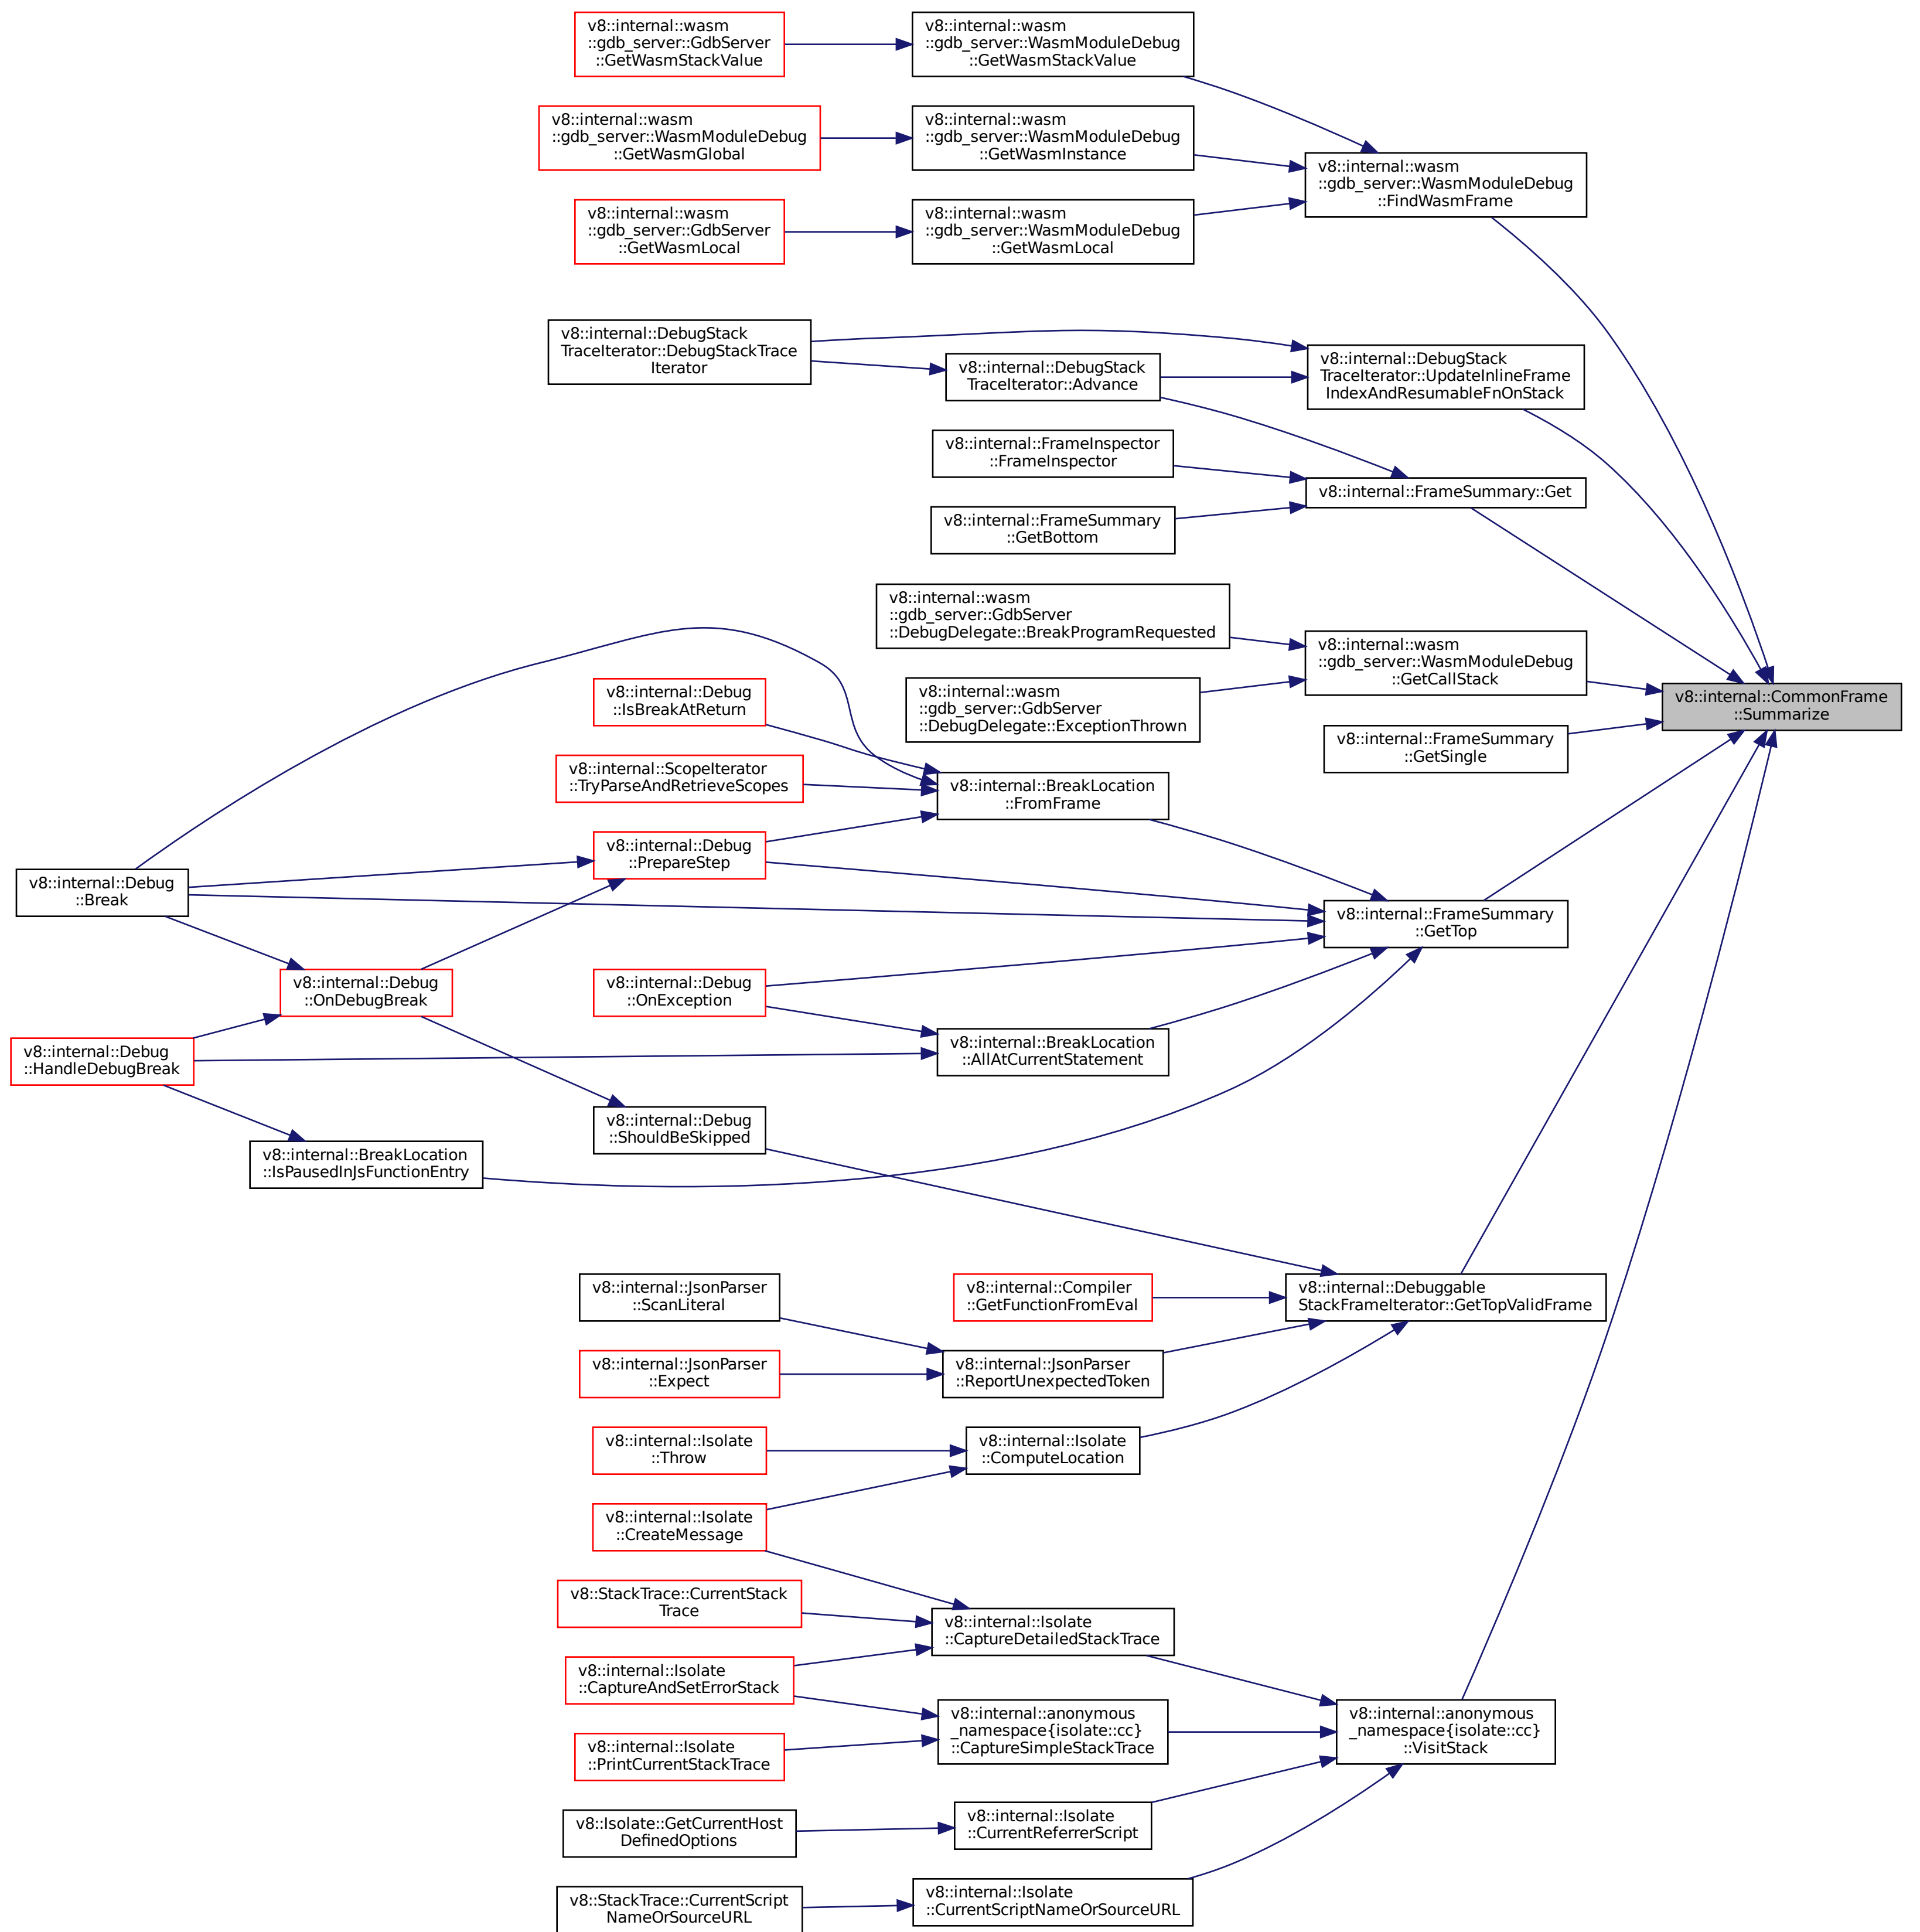 v8::internal::wasm
::gdb_server::GdbServer
::GetWasmStackValue
v8::internal::wasm
::gdb_server::WasmModuleDebug
::GetWasmStackValue
v8::internal::wasm
::gdb_server::WasmModuleDebug
::GetWasmGlobal
v8::internal::wasm
::gdb_server::WasmModuleDebug
::GetWasmInstance
v8::internal::wasm
::gdb_server::WasmModuleDebug
::FindWasmFrame
v8::internal::wasm
::gdb_server::GdbServer
::GetWasmLocal
v8::internal::wasm
::gdb_server::WasmModuleDebug
::GetWasmLocal
v8::internal::DebugStack
TraceIterator::DebugStackTrace
Iterator
v8::internal::DebugStack
TraceIterator::Advance
v8::internal::DebugStack
TraceIterator::UpdateInlineFrame
IndexAndResumableFnOnStack
v8::internal::FrameInspector
::FrameInspector
v8::internal::FrameSummary::Get
v8::internal::FrameSummary
::GetBottom
v8::internal::wasm
::gdb_server::GdbServer
::DebugDelegate::BreakProgramRequested
v8::internal::wasm
::gdb_server::WasmModuleDebug
::GetCallStack
v8::internal::wasm
::gdb_server::GdbServer
::DebugDelegate::ExceptionThrown
v8::internal::CommonFrame
::Summarize
v8::internal::FrameSummary
::GetSingle
v8::internal::Debug
::IsBreakAtReturn
v8::internal::ScopeIterator
::TryParseAndRetrieveScopes
v8::internal::BreakLocation
::FromFrame
v8::internal::Debug
::PrepareStep
v8::internal::Debug
::Break
v8::internal::FrameSummary
::GetTop
v8::internal::Debug
::OnDebugBreak
v8::internal::Debug
::OnException
v8::internal::Debug
::HandleDebugBreak
v8::internal::BreakLocation
::AllAtCurrentStatement
v8::internal::Debug
::ShouldBeSkipped
v8::internal::BreakLocation
::IsPausedInJsFunctionEntry
v8::internal::JsonParser
::ScanLiteral
v8::internal::Compiler
::GetFunctionFromEval
v8::internal::Debuggable
StackFrameIterator::GetTopValidFrame
v8::internal::JsonParser
::Expect
v8::internal::JsonParser
::ReportUnexpectedToken
v8::internal::Isolate
::Throw
v8::internal::Isolate
::ComputeLocation
v8::internal::Isolate
::CreateMessage
v8::StackTrace::CurrentStack
Trace
v8::internal::Isolate
::CaptureDetailedStackTrace
v8::internal::Isolate
::CaptureAndSetErrorStack
v8::internal::anonymous
_namespace{isolate::cc}
::CaptureSimpleStackTrace
v8::internal::anonymous
_namespace{isolate::cc}
::VisitStack
v8::internal::Isolate
::PrintCurrentStackTrace
v8::Isolate::GetCurrentHost
DefinedOptions
v8::internal::Isolate
::CurrentReferrerScript
v8::StackTrace::CurrentScript
NameOrSourceURL
v8::internal::Isolate
::CurrentScriptNameOrSourceURL